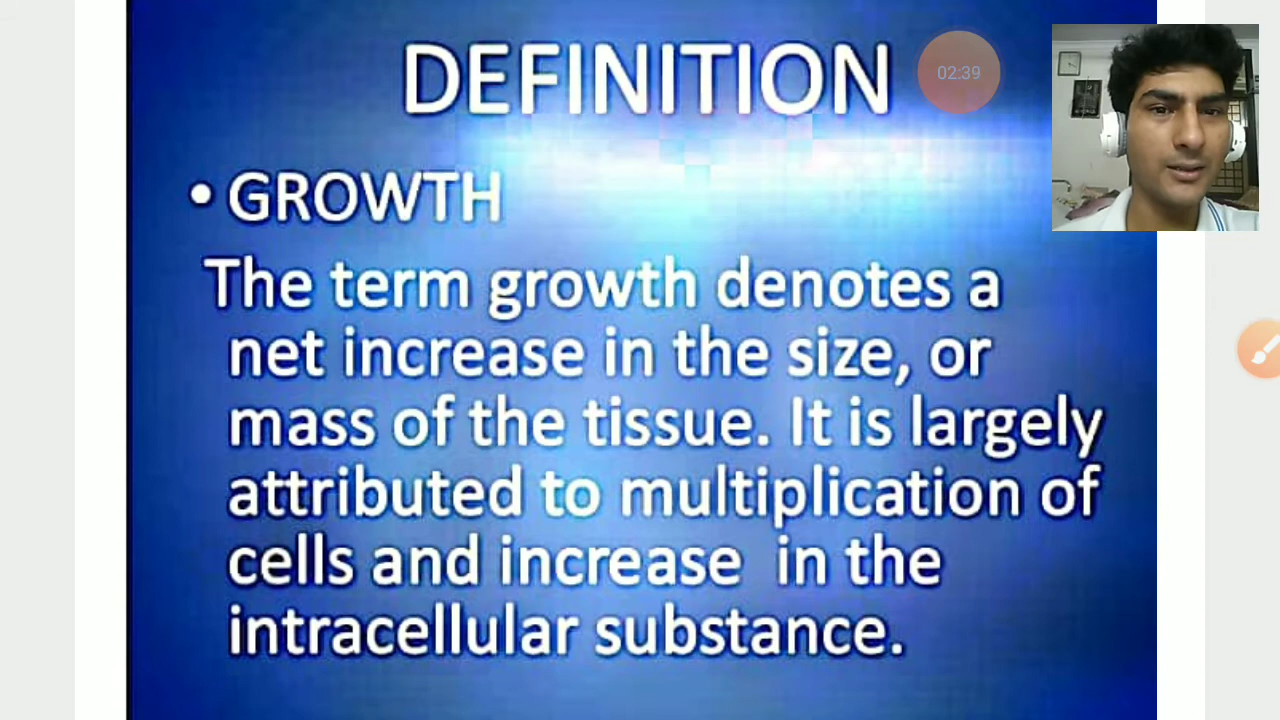 DEFINITION
02:39
• GROWTH
The term growth denotes a
net increase in the size, or
mass of the tissue. It is largely
attributed to multiplication of
cells and increase in the
intracellular substance.